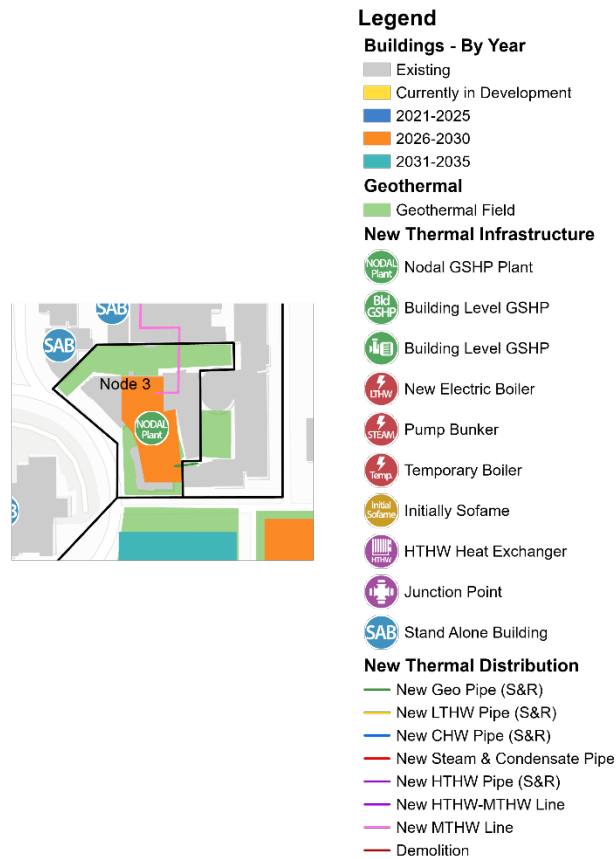 Legend
Buildings - By Year
Existing
Currently in Development
2021-2025
2026-2030
2031-2035
Geothermal
Geothermal Field
New Thermal Infrastructure
NODAL
Plant
Nodal GSHP Plant
Bld
GSHP
Building Level GSHP
Building Level GSHP
LTHW
New Electric Boiler
STEAM
Pump Bunker
Temp.
Temporary Boiler
Initial
Sofame
Initially Sofame
HTHW
HTHW Heat Exchanger
Junction Point
SAB
Stand Alone Building
New Thermal Distribution
New Geo Pipe (S&R)
New LTHW Pipe (S&R)
New CHW Pipe (S&R)
New Steam & Condensate Pipe
New HTHW Pipe (S&R)
New HTHW-MTHW Line
New MTHW Line
Demolition
SAB
SAB
Node 3
NODAL
Plant